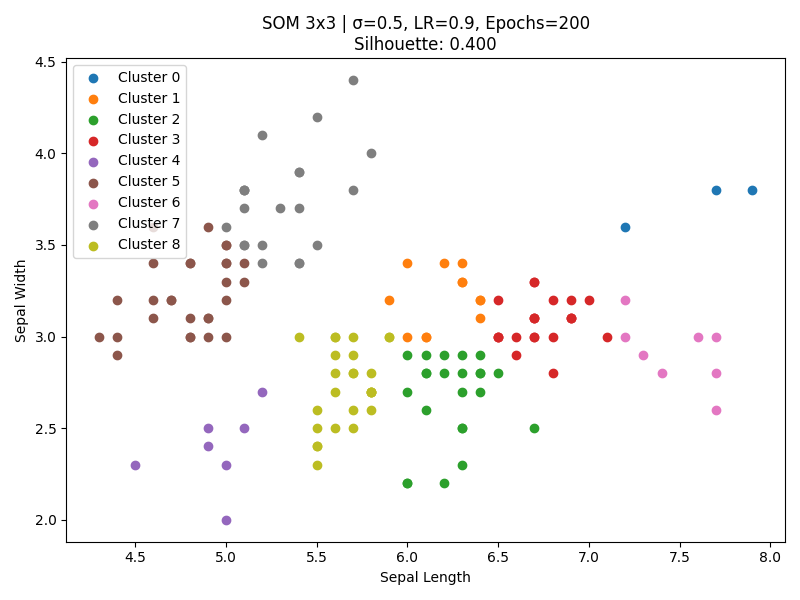 SOM 3x3 | σ=0.5, LR=0.9, Epochs=200
Silhouette: 0.400
Cluster 0
Cluster 1
Cluster 2
Cluster 3
Cluster 4
Cluster 5
Cluster 6
Cluster 7
Cluster 8
4.5
4.0
3.5
3.0
2.5
2.0
Sepal Width
4.5 5.0 5.5 6.0 6.5 7.0 7.5 8.0
Sepal Length